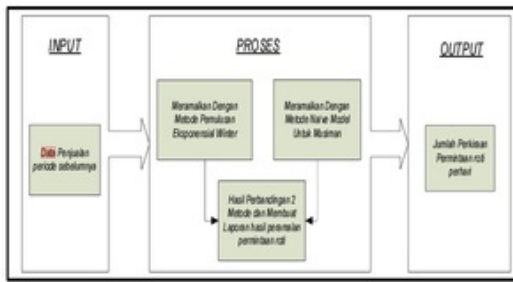 INPUT
Data Penjualan
periode sebelumnya
PROSES
Meramalkan Dengan
Metode Pemulusan
Eksponensial Winter
Meramalkan Dengan
Metode Naive Model
Untuk Musiman
Hasil Perbandingan 2
Metode dan Membuat
Laporan hasil peramalan
permintaan roti
OUTPUT
Jumlah Perkiraan
Permintaan roti
perhari